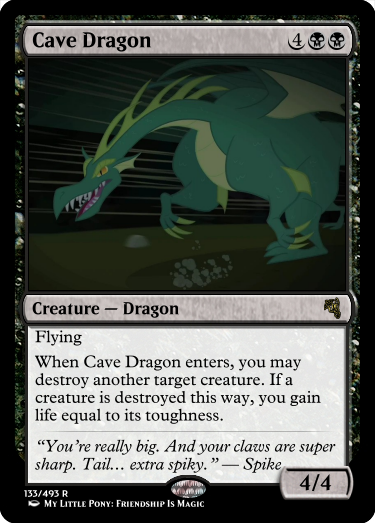 Cave Dragon 4
Creature — Dragon
Flying
When Cave Dragon enters, you may
destroy another target creature. If a
creature is destroyed this way, you gain
life equal to its toughness.
“You’re really big. And your claws are super
sharp. Tail… extra spiky.” — Spike
4/4
133/493 R
My Little Pony: Friendship Is Magic